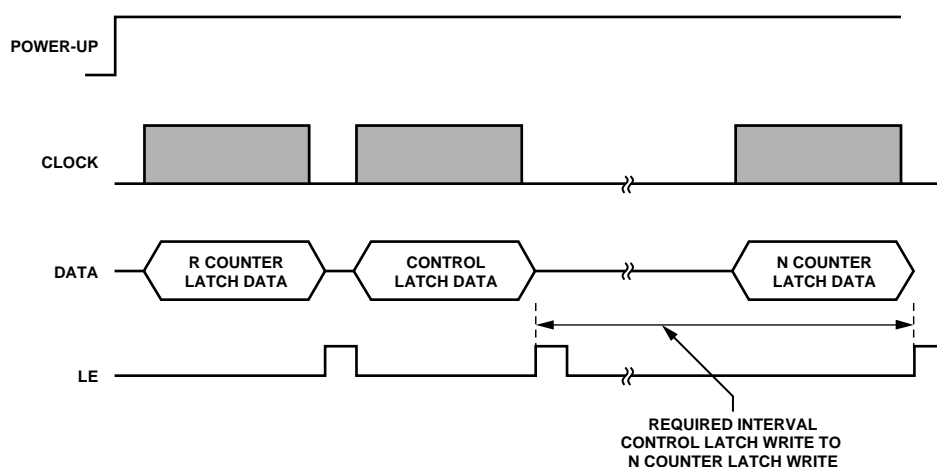 POWER-UP
CLOCK
DATA
R COUNTER
LATCH DATA
CONTROL
LATCH DATA
N COUNTER
LATCH DATA
LE
REQUIRED INTERVAL
CONTROL LATCH WRITE TO
N COUNTER LATCH WRITE